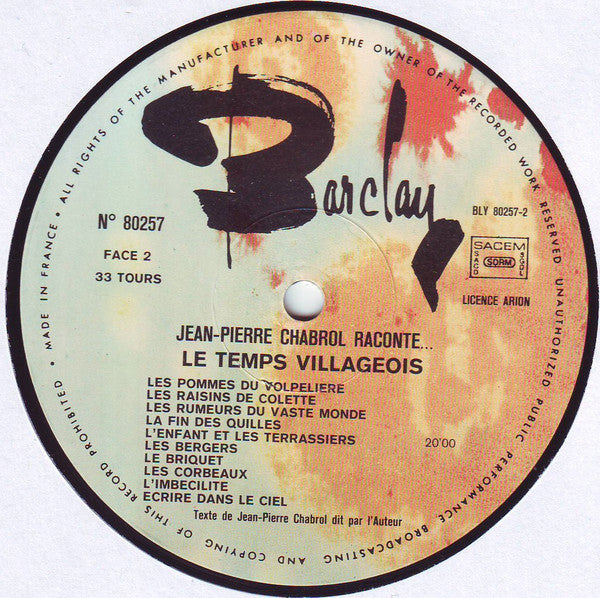 • MADE IN FRANCE • ALL RIGHTS OF THE MANUFACTURER AND OF THE OWNER OF THE RECORDED WORK RESERVED UNAUTHORIZED PUBLIC PERFORMANCE BROADCASTING AND COPYING OF THIS RECORD PROHIBITED
Barclay
N° 80257
FACE 2
33 TOURS
BLY 80257-2
SACEM
SACD
SDRM
SGDL
LICENCE ARION
JEAN-PIERRE CHABROL RACONTE...
LE TEMPS VILLAGEOIS
LES POMMES DU VOLPELIERE
LES RAISINS DE COLETTE
LES RUMEURS DU VASTE MONDE
LA FIN DES QUILLES
L'ENFANT ET LES TERRASSIERS
LES BERGERS
20'00
LE BRIQUET
LES CORBEAUX
L'IMBECILITE
ECRIRE DANS LE CIEL
Texte de Jean-Pierre Chabrol dit par l'Auteur